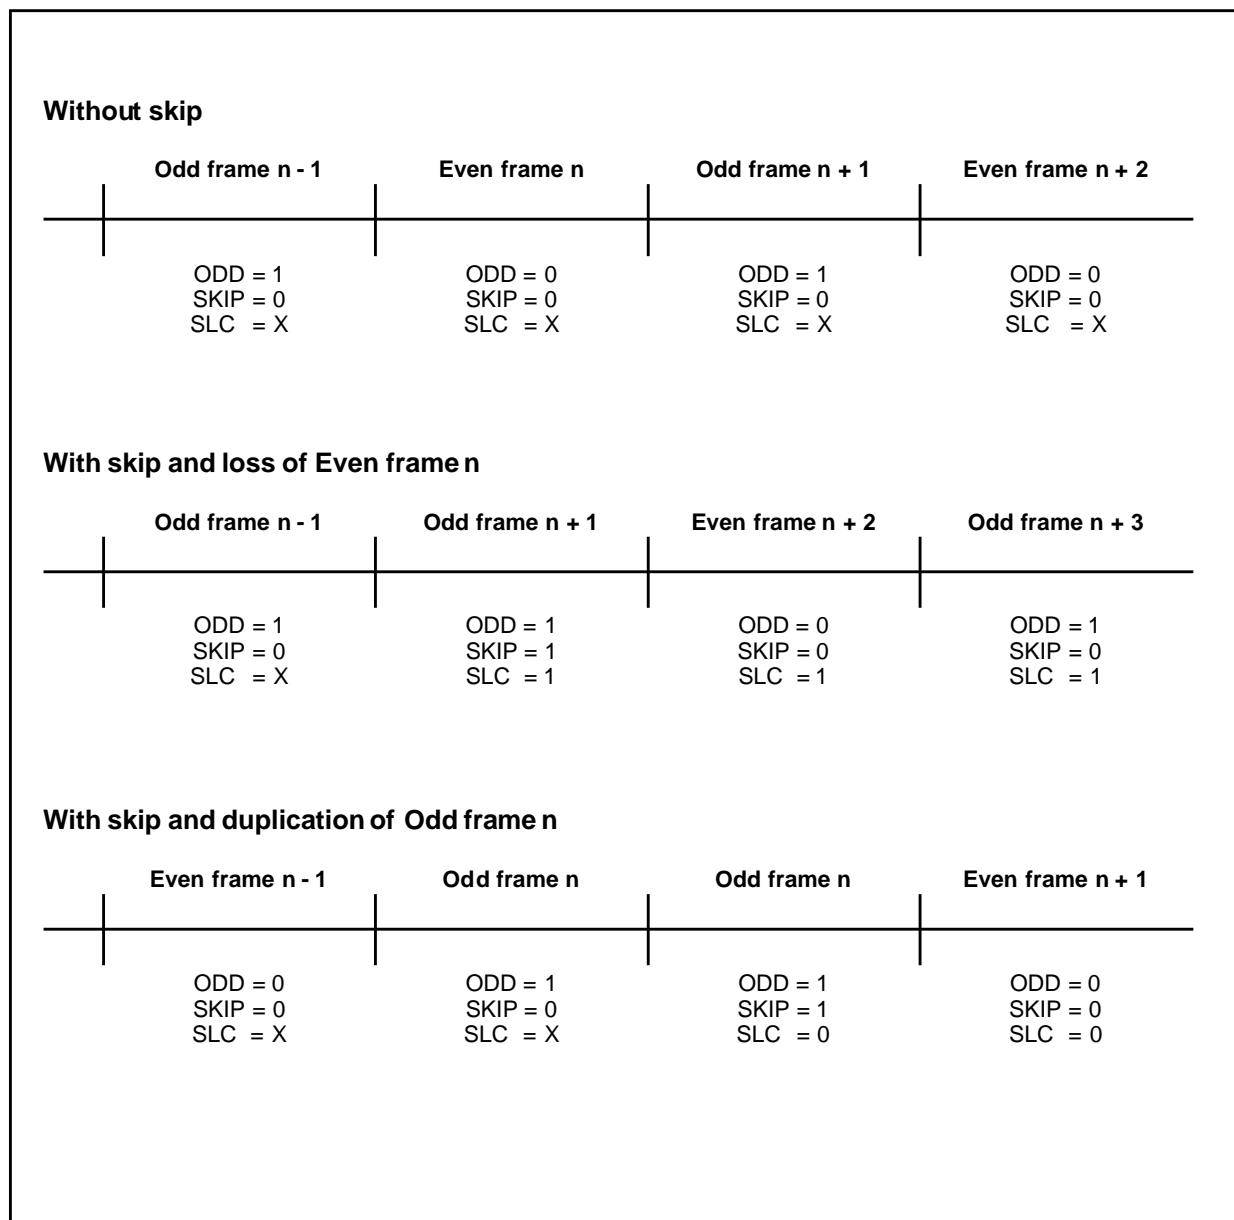 Without skip
Odd frame n - 1 Even frame n Odd frame n + 1 Even frame n + 2
ODD = 1 ODD = 0 ODD = 1 ODD = 0
SKIP = 0 SKIP = 0 SKIP = 0 SKIP = 0
SLC = X SLC = X SLC = X SLC = X
With skip and loss of Even frame n
Odd frame n - 1 Odd frame n + 1 Even frame n + 2 Odd frame n + 3
ODD = 1 ODD = 1 ODD = 0 ODD = 1
SKIP = 0 SKIP = 1 SKIP = 0 SKIP = 0
SLC = X SLC = 1 SLC = 1 SLC = 1
With skip and duplication of Odd frame n
Even frame n - 1 Odd frame n Odd frame n Even frame n + 1
ODD = 0 ODD = 1 ODD = 1 ODD = 0
SKIP = 0 SKIP = 0 SKIP = 1 SKIP = 0
SLC = X SLC = X SLC = 0 SLC = 0